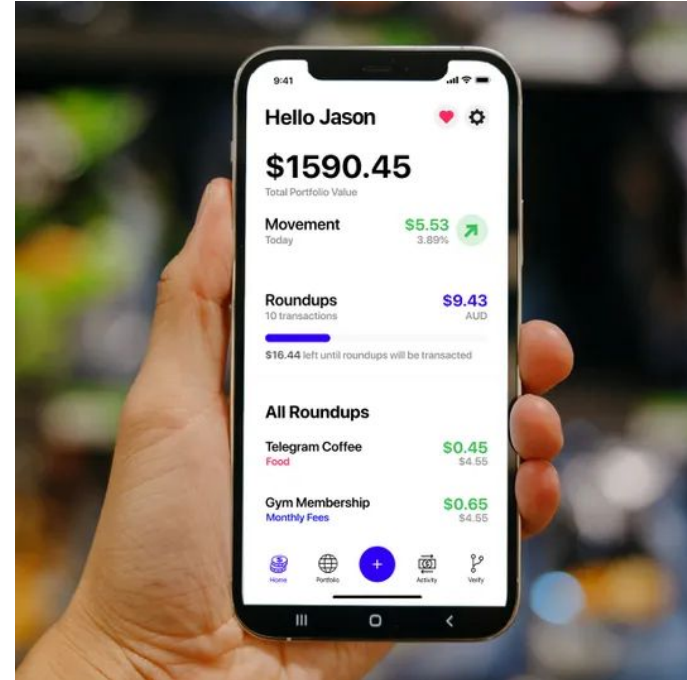 9:41
Hello Jason
$1590.45
Total Portfolio Value
Movement $5.53
Today 3.89%
Roundups $9.43
10 transactions AUD
$16.44 left until roundups will be transacted
All Roundups
Telegram Coffee $0.45
Food $4.55
Gym Membership $0.65
Monthly Fees $4.55
Home Portfolio + Activity Verify